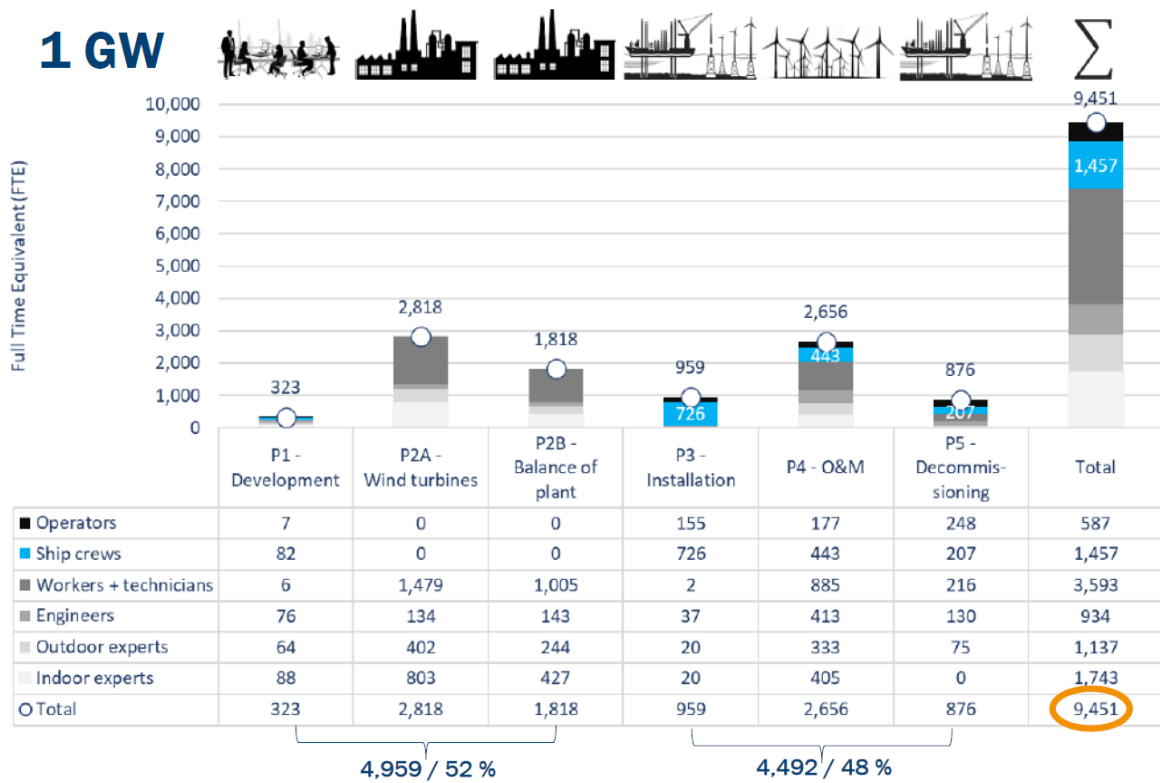 1 GW
∑
Full Time Equivalent (FTE)
10,000
9,000
8,000
7,000
6,000
5,000
4,000
3,000
2,000
1,000
0
323
2,818
1,818
959
726
2,656
443
876
207
9,451
1,457
P1 -
Development
P2A -
Wind turbines
P2B -
Balance of
plant
P3 -
Installation
P4 - O&M
P5 -
Decommis-
sioning
Total
Operators 7 0 0 155 177 248 587
Ship crews 82 0 0 726 443 207 1,457
Workers + technicians 6 1,479 1,005 2 885 216 3,593
Engineers 76 134 143 37 413 130 934
Outdoor experts 64 402 244 20 333 75 1,137
Indoor experts 88 803 427 20 405 0 1,743
Total 323 2,818 1,818 959 2,656 876 9,451
4,959 / 52 %
4,492 / 48 %